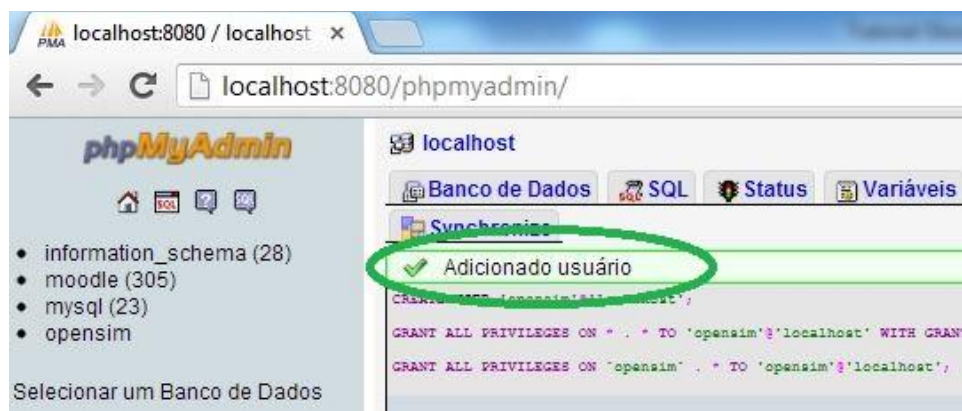 localhost:8080 / localhost
localhost:8080/phpmyadmin/
phpMyAdmin
SQL
information_schema (28)
moodle (305)
mysql (23)
opensim
Selecionar um Banco de Dados
localhost
Banco de Dados SQL Status Variáveis
Synchronize
Adicionado usuário
'opensim'@
GRANT ALL PRIVILEGES ON * . * TO 'opensim'@'localhost' WITH GRAN
GRANT ALL PRIVILEGES ON `opensim` . * TO 'opensim'@'localhost';